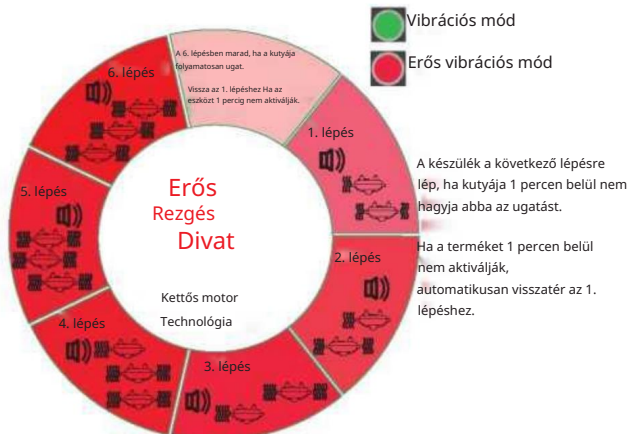 Vibrációs mód
Erős vibrációs mód
A 6. lépésben marad, ha a kutyája
folyamatosan ugat.
Vissza az 1. lépéshez Ha az
eszközt 1 percig nem aktiválják.
1. lépés
2. lépés
3. lépés
4. lépés
5. lépés
6. lépés
Erős
Rezgés
Divat
Kettős motor
Technológia
A készülék a következő lépésre
lép, ha kutyája 1 percen belül nem
hagyja abba az ugatást.
Ha a terméket 1 percen belül
nem aktiválják,
automatikusan visszatér az 1.
lépéshez.